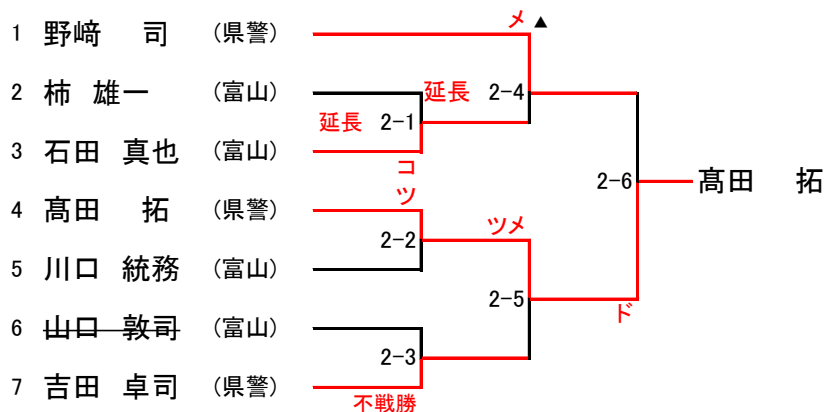 メ ▲
1 野﨑 司 (県警)
2 柿 雄一 (富山) 延長 2-4
延長 2-1
3 石田 真也 (富山)
コ
2-6 髙田 拓
ツ
4 髙田 拓 (県警)
2-2 ツメ
5 川口 統務 (富山)
2-5
ド
6 山口 敦司 (富山)
2-3
7 吉田 卓司 (県警)
不戦勝